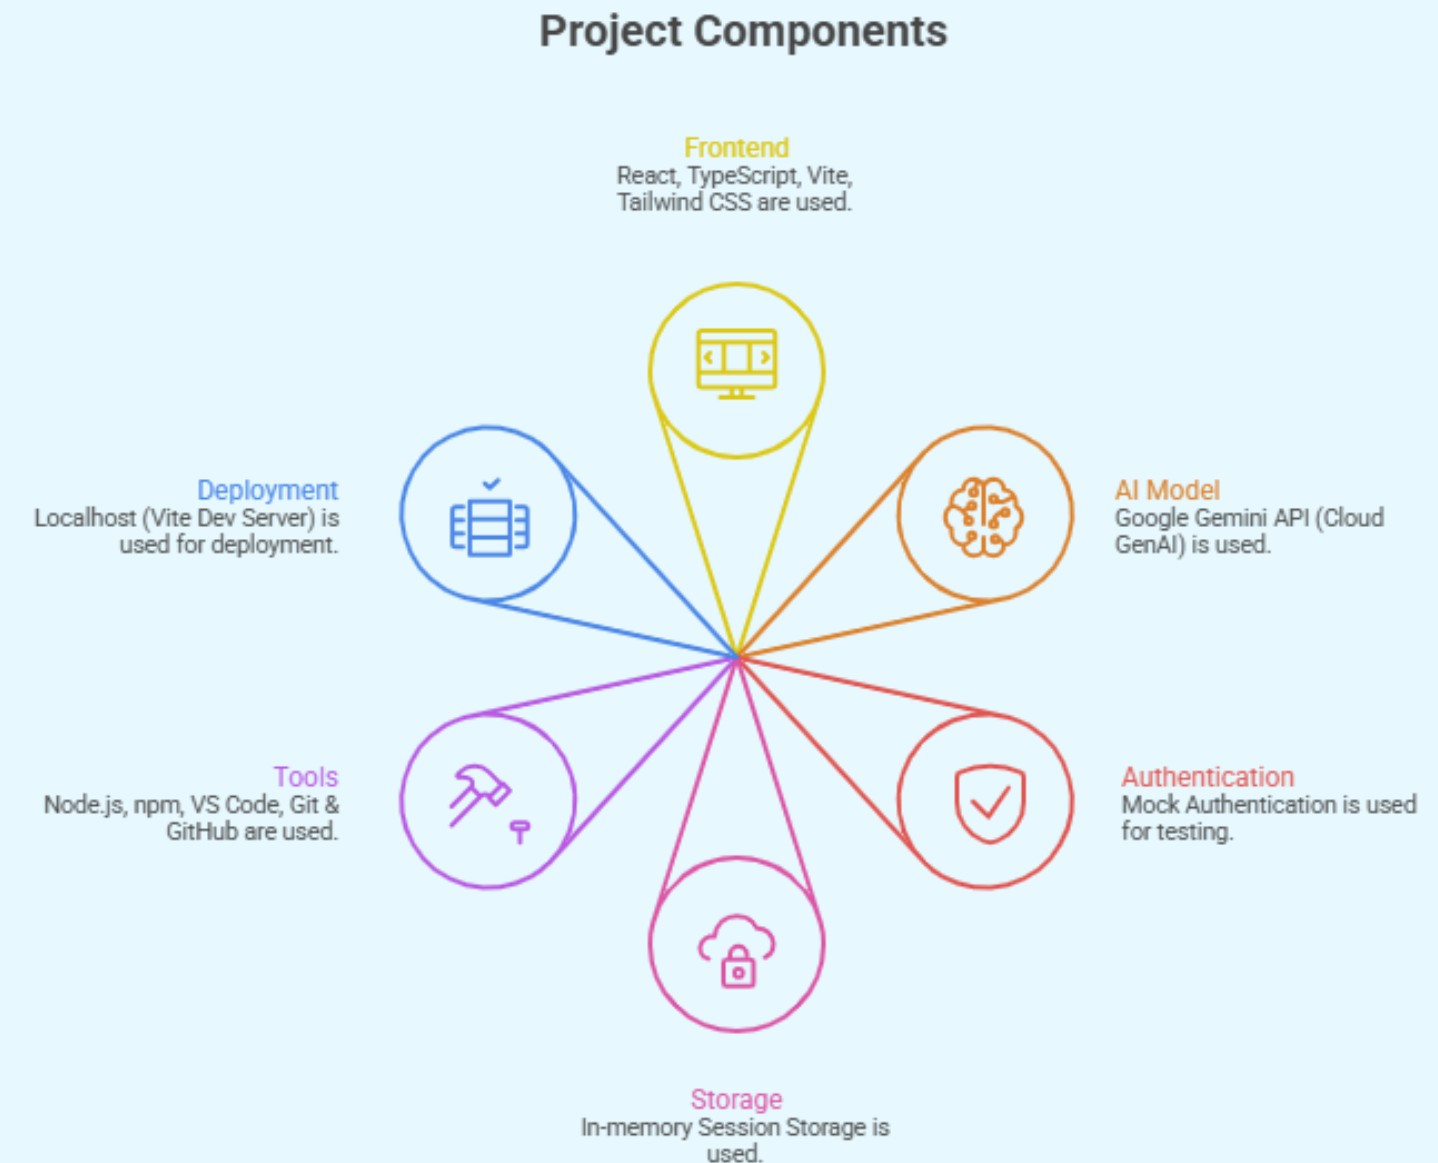 Project Components
Frontend
React, TypeScript, Vite,
Tailwind CSS are used.
Deployment
Localhost (Vite Dev Server) is
used for deployment.
AI Model
Google Gemini API (Cloud
GenAI) is used.
Tools
Node.js, npm, VS Code, Git &
GitHub are used.
Authentication
Mock Authentication is used
for testing.
Storage
In-memory Session Storage is
used.